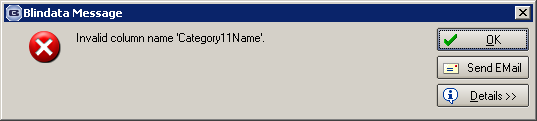 Blindata Message
Invalid column name 'Category11Name'.
OK
Send EMail
Details >>